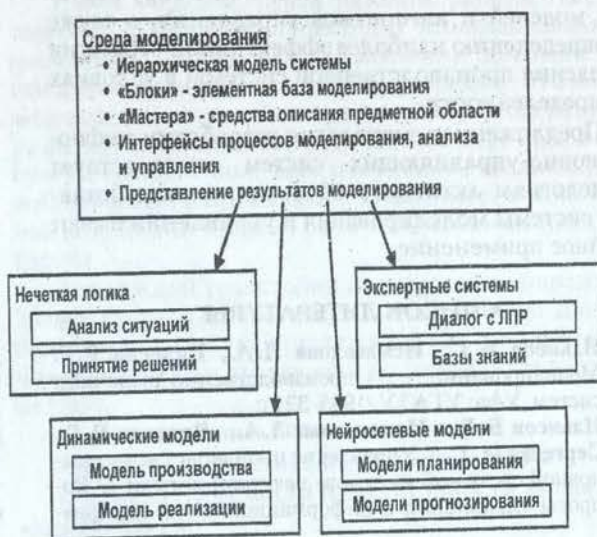 Среда моделирования
• Иерархическая модель системы
• «Блоки» - элементная база моделирования
• «Мастера» - средства описания предметной области
• Интерфейсы процессов моделирования, анализа
и управления
• Представление результатов моделирования
Нечеткая логика
Анализ ситуаций
Принятие решений
Экспертные системы
Диалог с ЛПР
Базы знаний
Динамические модели
Модель производства
Модель реализации
Нейросетевые модели
Модели планирования
Модели прогнозирования